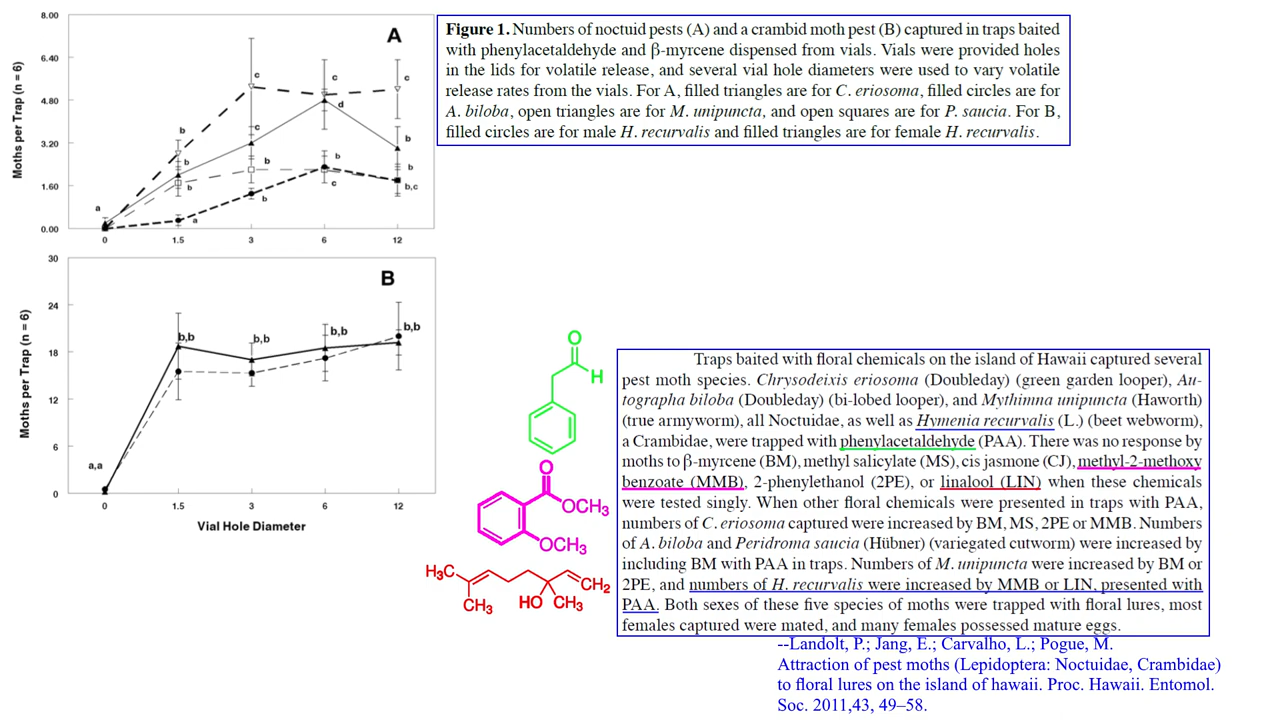 8.00
6.40
4.80
3.20
1.60
0.00
Moths per Trap (n = 6)
A
a
b
b
b
a
c
c
b
b
c
d
b
c
c
b
b
b,c
0
1.5
3
6
12
30
24
18
12
6
0
Moths per Trap (n = 6)
B
a,a
b,b
b,b
b,b
b,b
0
1.5
3
6
12
Vial Hole Diameter
Figure 1. Numbers of noctuid pests (A) and a crambid moth pest (B) captured in traps baited
with phenylacetaldehyde and β-myrcene dispensed from vials. Vials were provided holes
in the lids for volatile release, and several vial hole diameters were used to vary volatile
release rates from the vials. For A, filled triangles are for C. eriosoma, filled circles are for
A. biloba, open triangles are for M. unipuncta, and open squares are for P. saucia. For B,
filled circles are for male H. recurvalis and filled triangles are for female H. recurvalis.
O
H
O
OCH3
OCH3
H3C
CH3
HO
CH3
CH2
Traps baited with floral chemicals on the island of Hawaii captured several
pest moth species. Chrysodeixis eriosoma (Doubleday) (green garden looper), Au-
tographa biloba (Doubleday) (bi-lobed looper), and Mythimna unipuncta (Haworth)
(true armyworm), all Noctuidae, as well as Hymenia recurvalis (L.) (beet webworm),
a Crambidae, were trapped with phenylacetaldehyde (PAA). There was no response by
moths to β-myrcene (BM), methyl salicylate (MS), cis jasmone (CJ), methyl-2-methoxy
benzoate (MMB), 2-phenylethanol (2PE), or linalool (LIN) when these chemicals
were tested singly. When other floral chemicals were presented in traps with PAA,
numbers of C. eriosoma captured were increased by BM, MS, 2PE or MMB. Numbers
of A. biloba and Peridroma saucia (Hübner) (variegated cutworm) were increased by
including BM with PAA in traps. Numbers of M. unipuncta were increased by BM or
2PE, and numbers of H. recurvalis were increased by MMB or LIN, presented with
PAA. Both sexes of these five species of moths were trapped with floral lures, most
females captured were mated, and many females possessed mature eggs.
--Landolt, P.; Jang, E.; Carvalho, L.; Pogue, M.
Attraction of pest moths (Lepidoptera: Noctuidae, Crambidae)
to floral lures on the island of hawaii. Proc. Hawaii. Entomol.
Soc. 2011,43, 49–58.